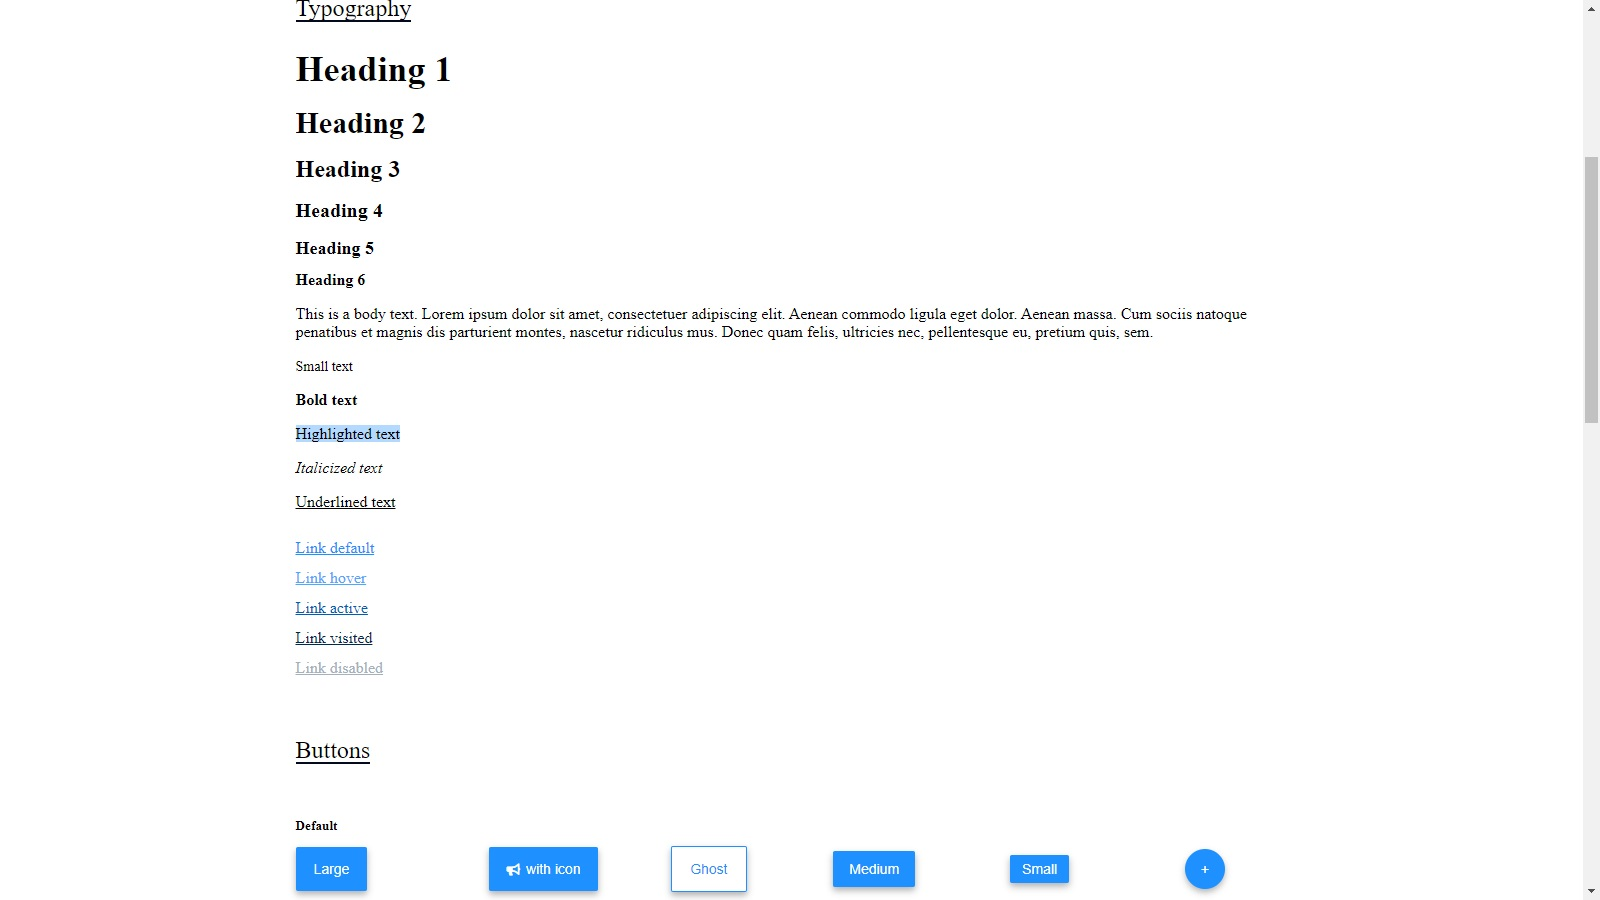 Typography
Heading 1
Heading 2
Heading 3
Heading 4
Heading 5
Heading 6
This is a body text. Lorem ipsum dolor sit amet, consectetuer adipiscing elit. Aenean commodo ligula eget dolor. Aenean massa. Cum sociis natoque
penatibus et magnis dis parturient montes, nascetur ridiculus mus. Donec quam felis, ultricies nec, pellentesque eu, pretium quis, sem.
Small text
Bold text
Highlighted text
Italicized text
Underlined text
Link default
Link hover
Link active
Link visited
Link disabled
Buttons
Default
Large with icon Ghost Medium Small +